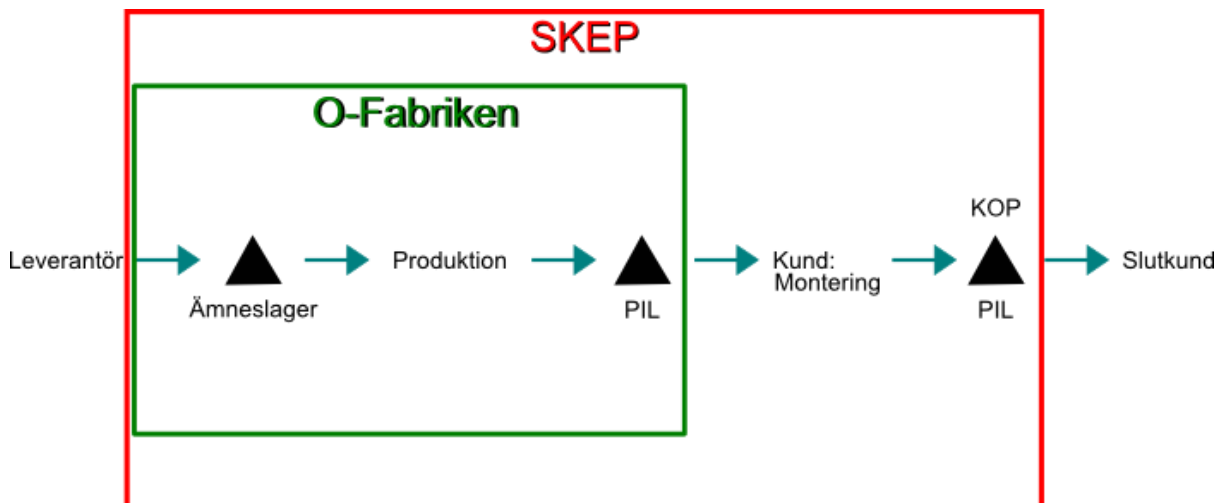 SKEP
O-Fabriken
KOP
Leverantör
Produktion
Kund:
Montering
Slutkund
Ämneslager
PIL
PIL